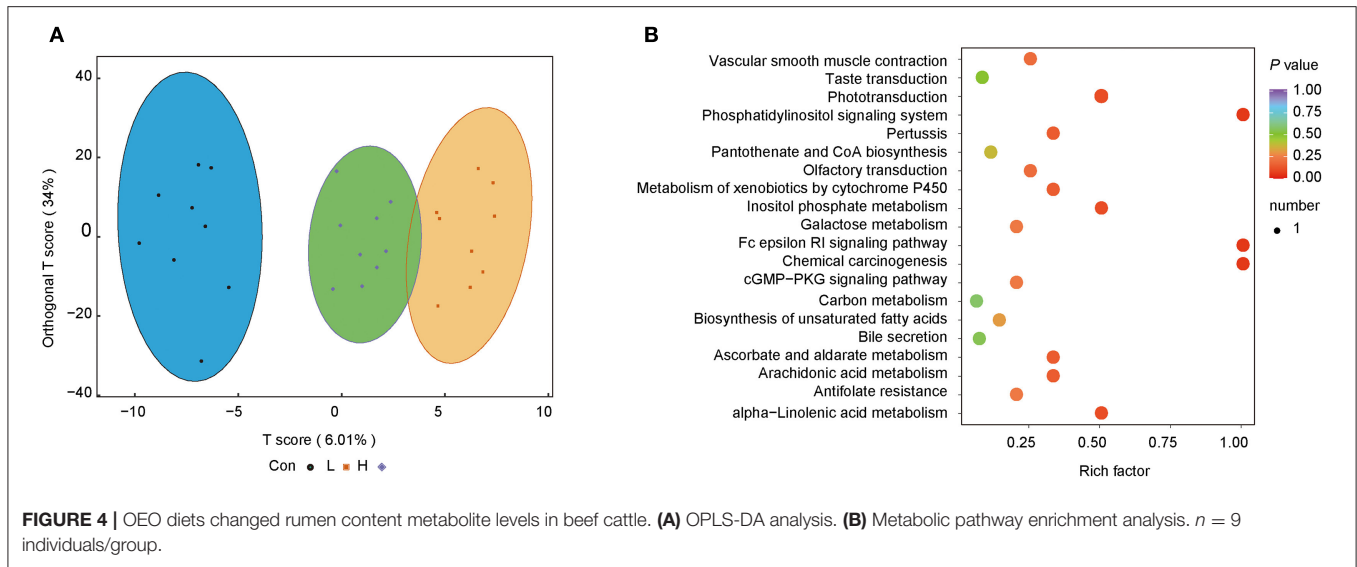 A
40
20
0
−20
−40
Orthogonal T score ( 34% )
−10
−5
0
5
10
T score ( 6.01% )
Con L H
B
Vascular smooth muscle contraction
Taste transduction
Phototransduction
Phosphatidylinositol signaling system
Pertussis
Pantothenate and CoA biosynthesis
Olfactory transduction
Metabolism of xenobiotics by cytochrome P450
Inositol phosphate metabolism
Galactose metabolism
Fc epsilon RI signaling pathway
Chemical carcinogenesis
cGMP−PKG signaling pathway
Carbon metabolism
Biosynthesis of unsaturated fatty acids
Bile secretion
Ascorbate and aldarate metabolism
Arachidonic acid metabolism
Antifolate resistance
alpha−Linolenic acid metabolism
0.25
0.50
0.75
1.00
Rich factor
P value
1.00
0.75
0.50
0.25
0.00
number
1
FIGURE 4 | OEO diets changed rumen content metabolite levels in beef cattle. (A) OPLS-DA analysis. (B) Metabolic pathway enrichment analysis. n = 9
individuals/group.